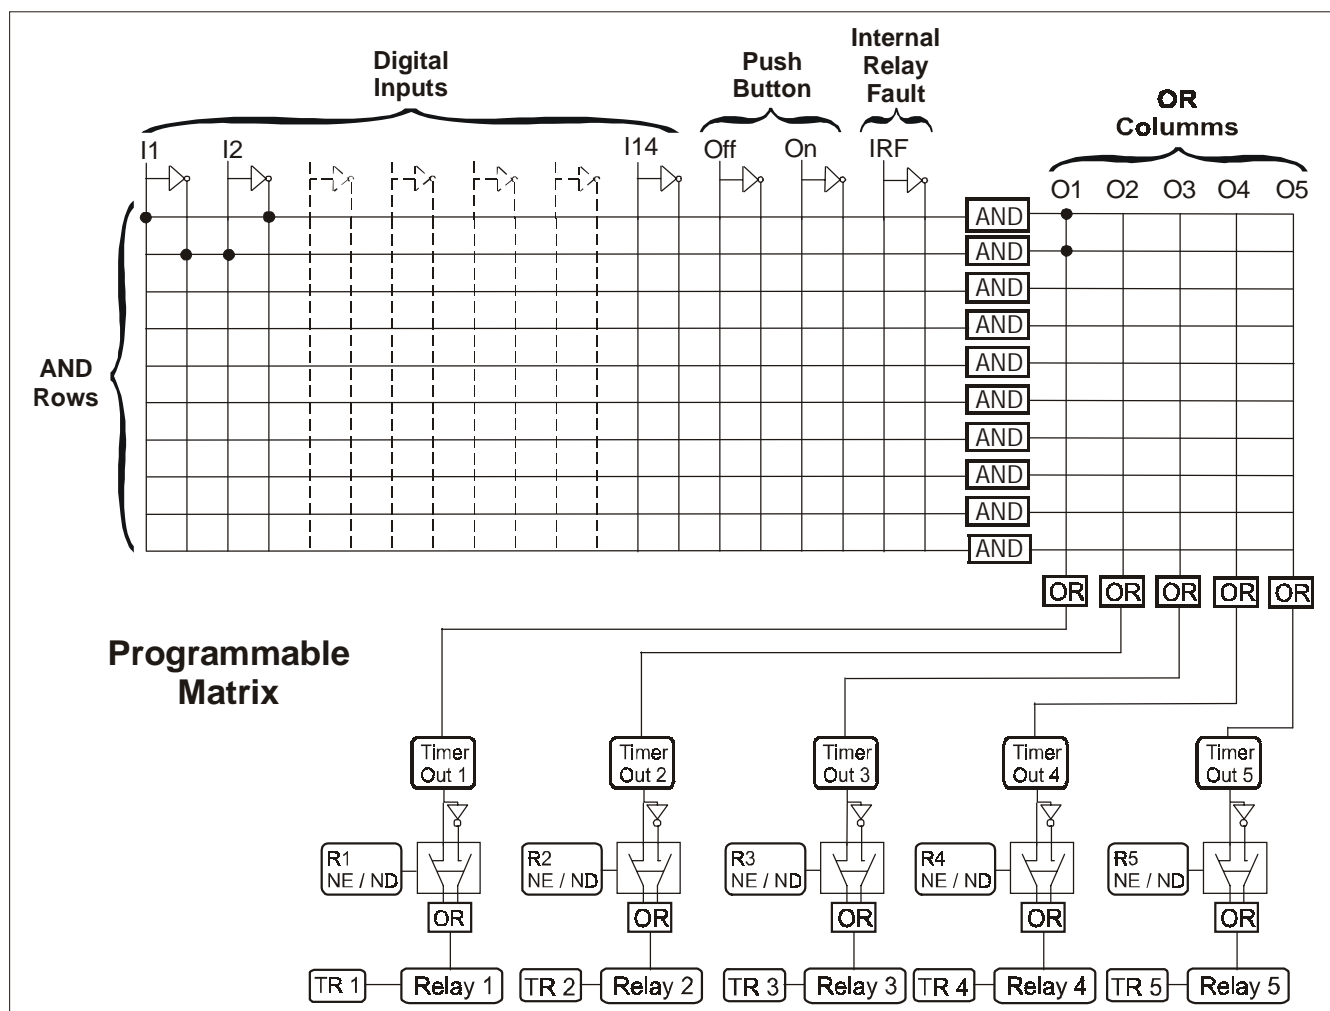 Digital
Inputs
Push
Button
Internal
Relay
Fault
OR
Columms
I1 I2 I14 Off On IRF
O1 O2 O3 O4 O5
AND
Rows
AND
AND
AND
AND
AND
AND
AND
AND
AND
AND
OR OR OR OR OR
Programmable
Matrix
Timer
Out 1
Timer
Out 2
Timer
Out 3
Timer
Out 4
Timer
Out 5
R1
NE / ND
R2
NE / ND
R3
NE / ND
R4
NE / ND
R5
NE / ND
OR OR OR OR OR
TR 1 Relay 1 TR 2 Relay 2 TR 3 Relay 3 TR 4 Relay 4 TR 5 Relay 5